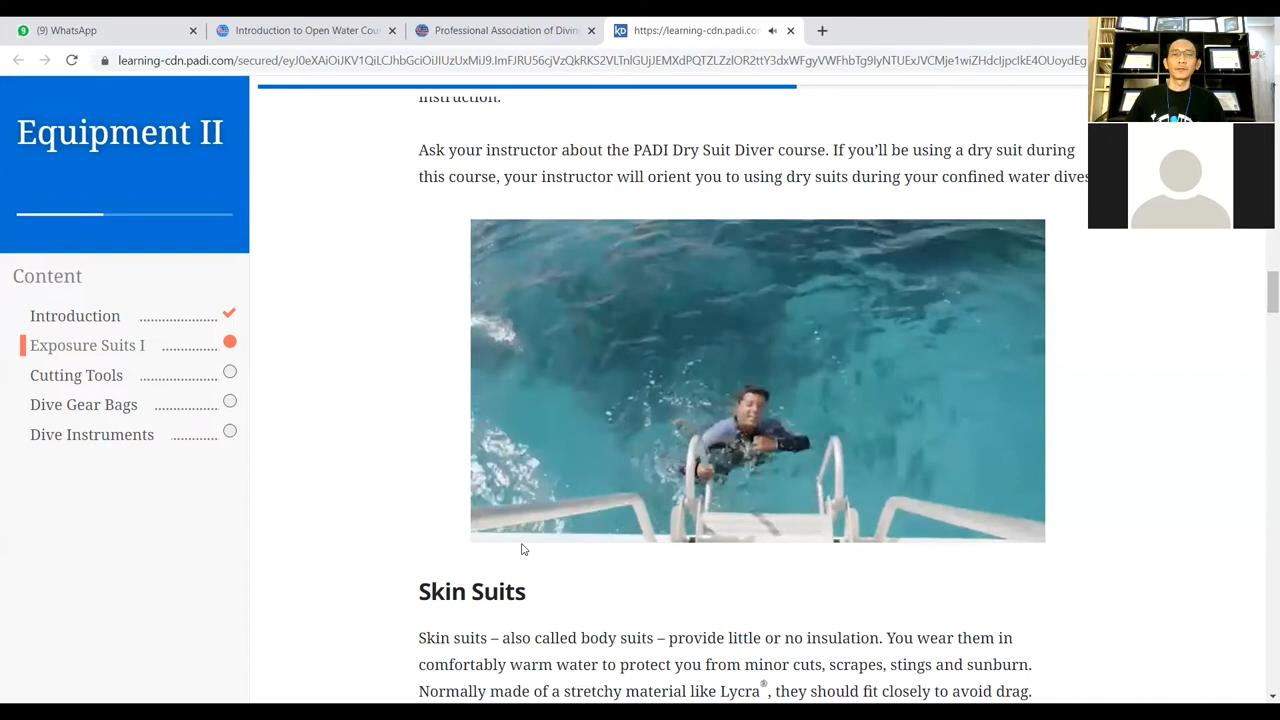 (9) WhatsApp
Introduction to Open Water Cou
Professional Association of Divin
https://learning-cdn.padi.cor
Equipment II
Content
Introduction
Exposure Suits I
Cutting Tools
Dive Gear Bags
Dive Instruments
instruction.
Ask your instructor about the PADI Dry Suit Diver course. If you’ll be using a dry suit during
this course, your instructor will orient you to using dry suits during your confined water dives
Skin Suits
Skin suits – also called body suits – provide little or no insulation. You wear them in
comfortably warm water to protect you from minor cuts, scrapes, stings and sunburn.
Normally made of a stretchy material like Lycra®, they should fit closely to avoid drag.